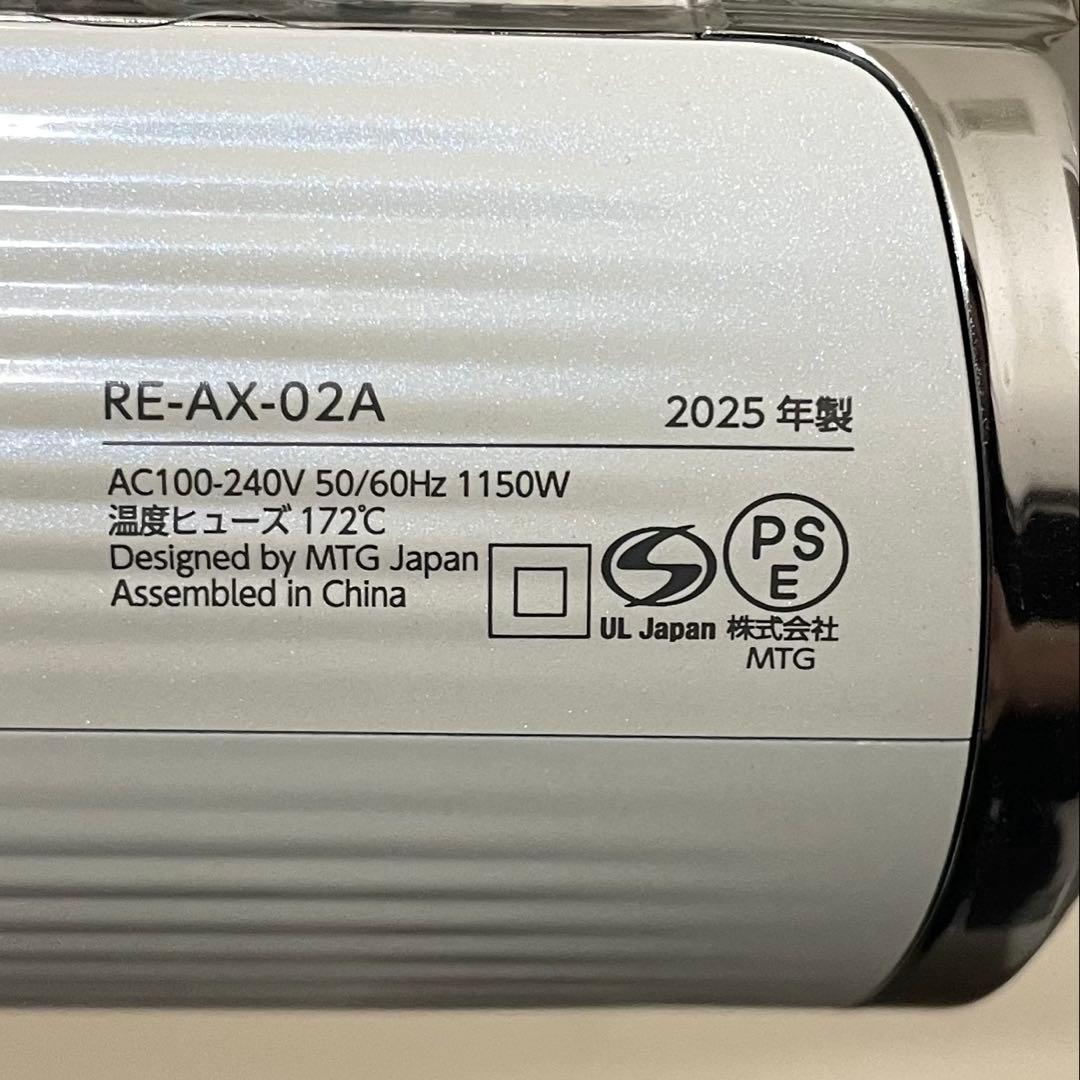 RE-AX-02A
2025 年製
AC100-240V 50/60Hz 1150W
温度ヒューズ 172℃
Designed by MTG Japan
Assembled in China
S
UL Japan
PS
E
株式会社
MTG